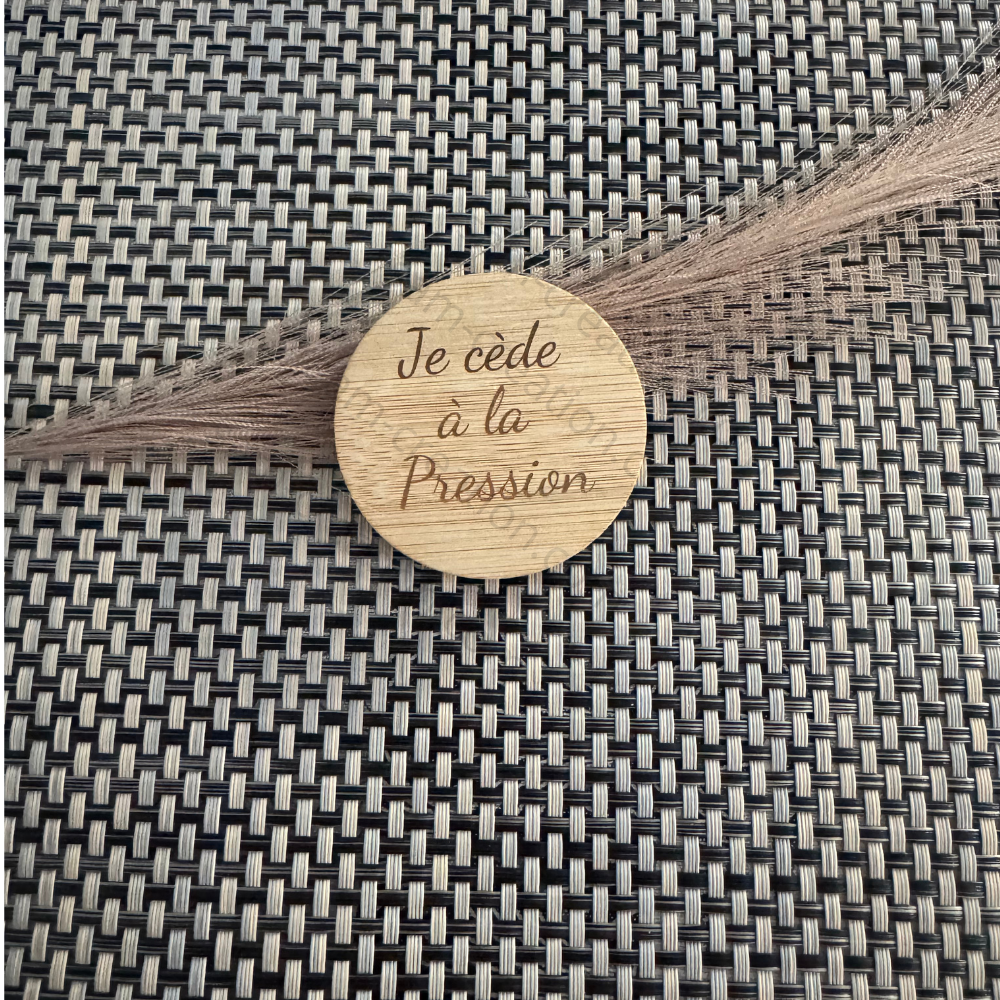 Je cède
à la
Pression